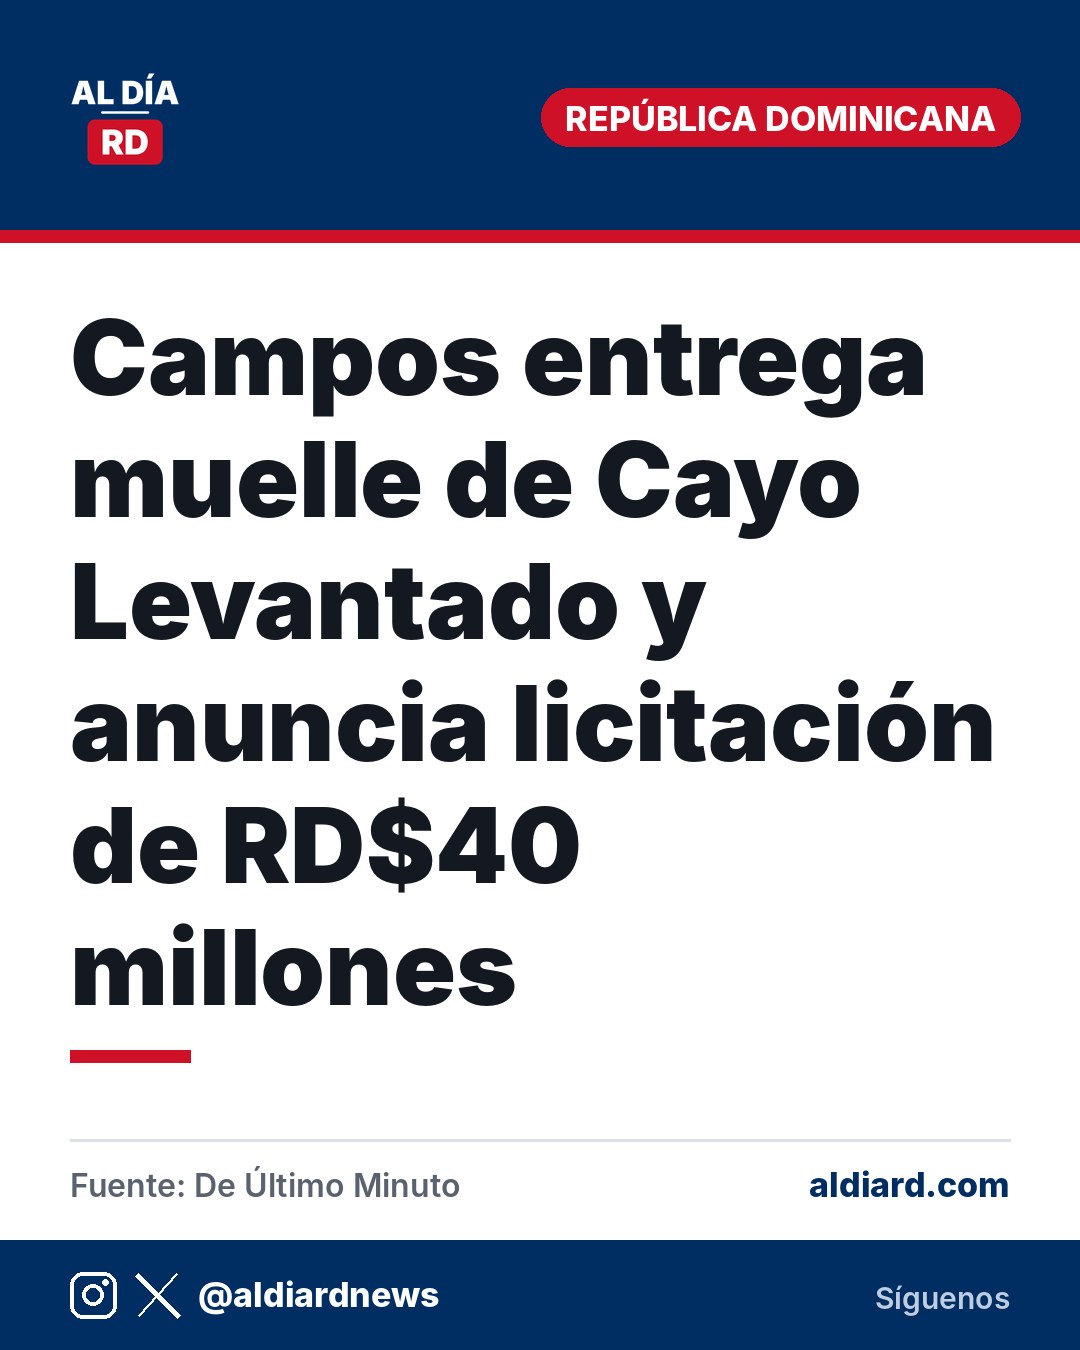 AL DÍA
RD
REPÚBLICA DOMINICANA
Campos entrega
muelle de Cayo
Levantado y
anuncia licitación
de RD$40
millones
Fuente: De Último Minuto
aldiard.com
@aldiardnews
Síguenos